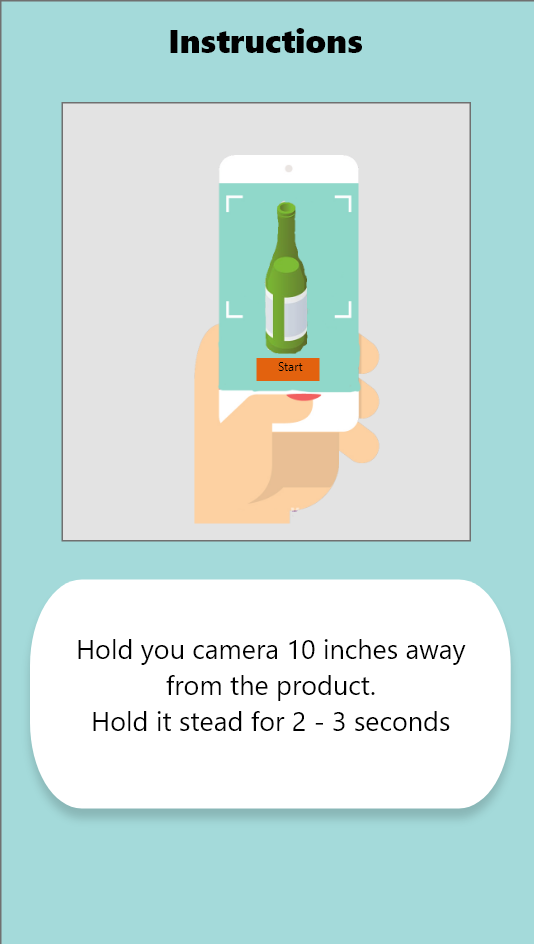 Instructions
Start
Hold you camera 10 inches away
from the product.
Hold it stead for 2 - 3 seconds